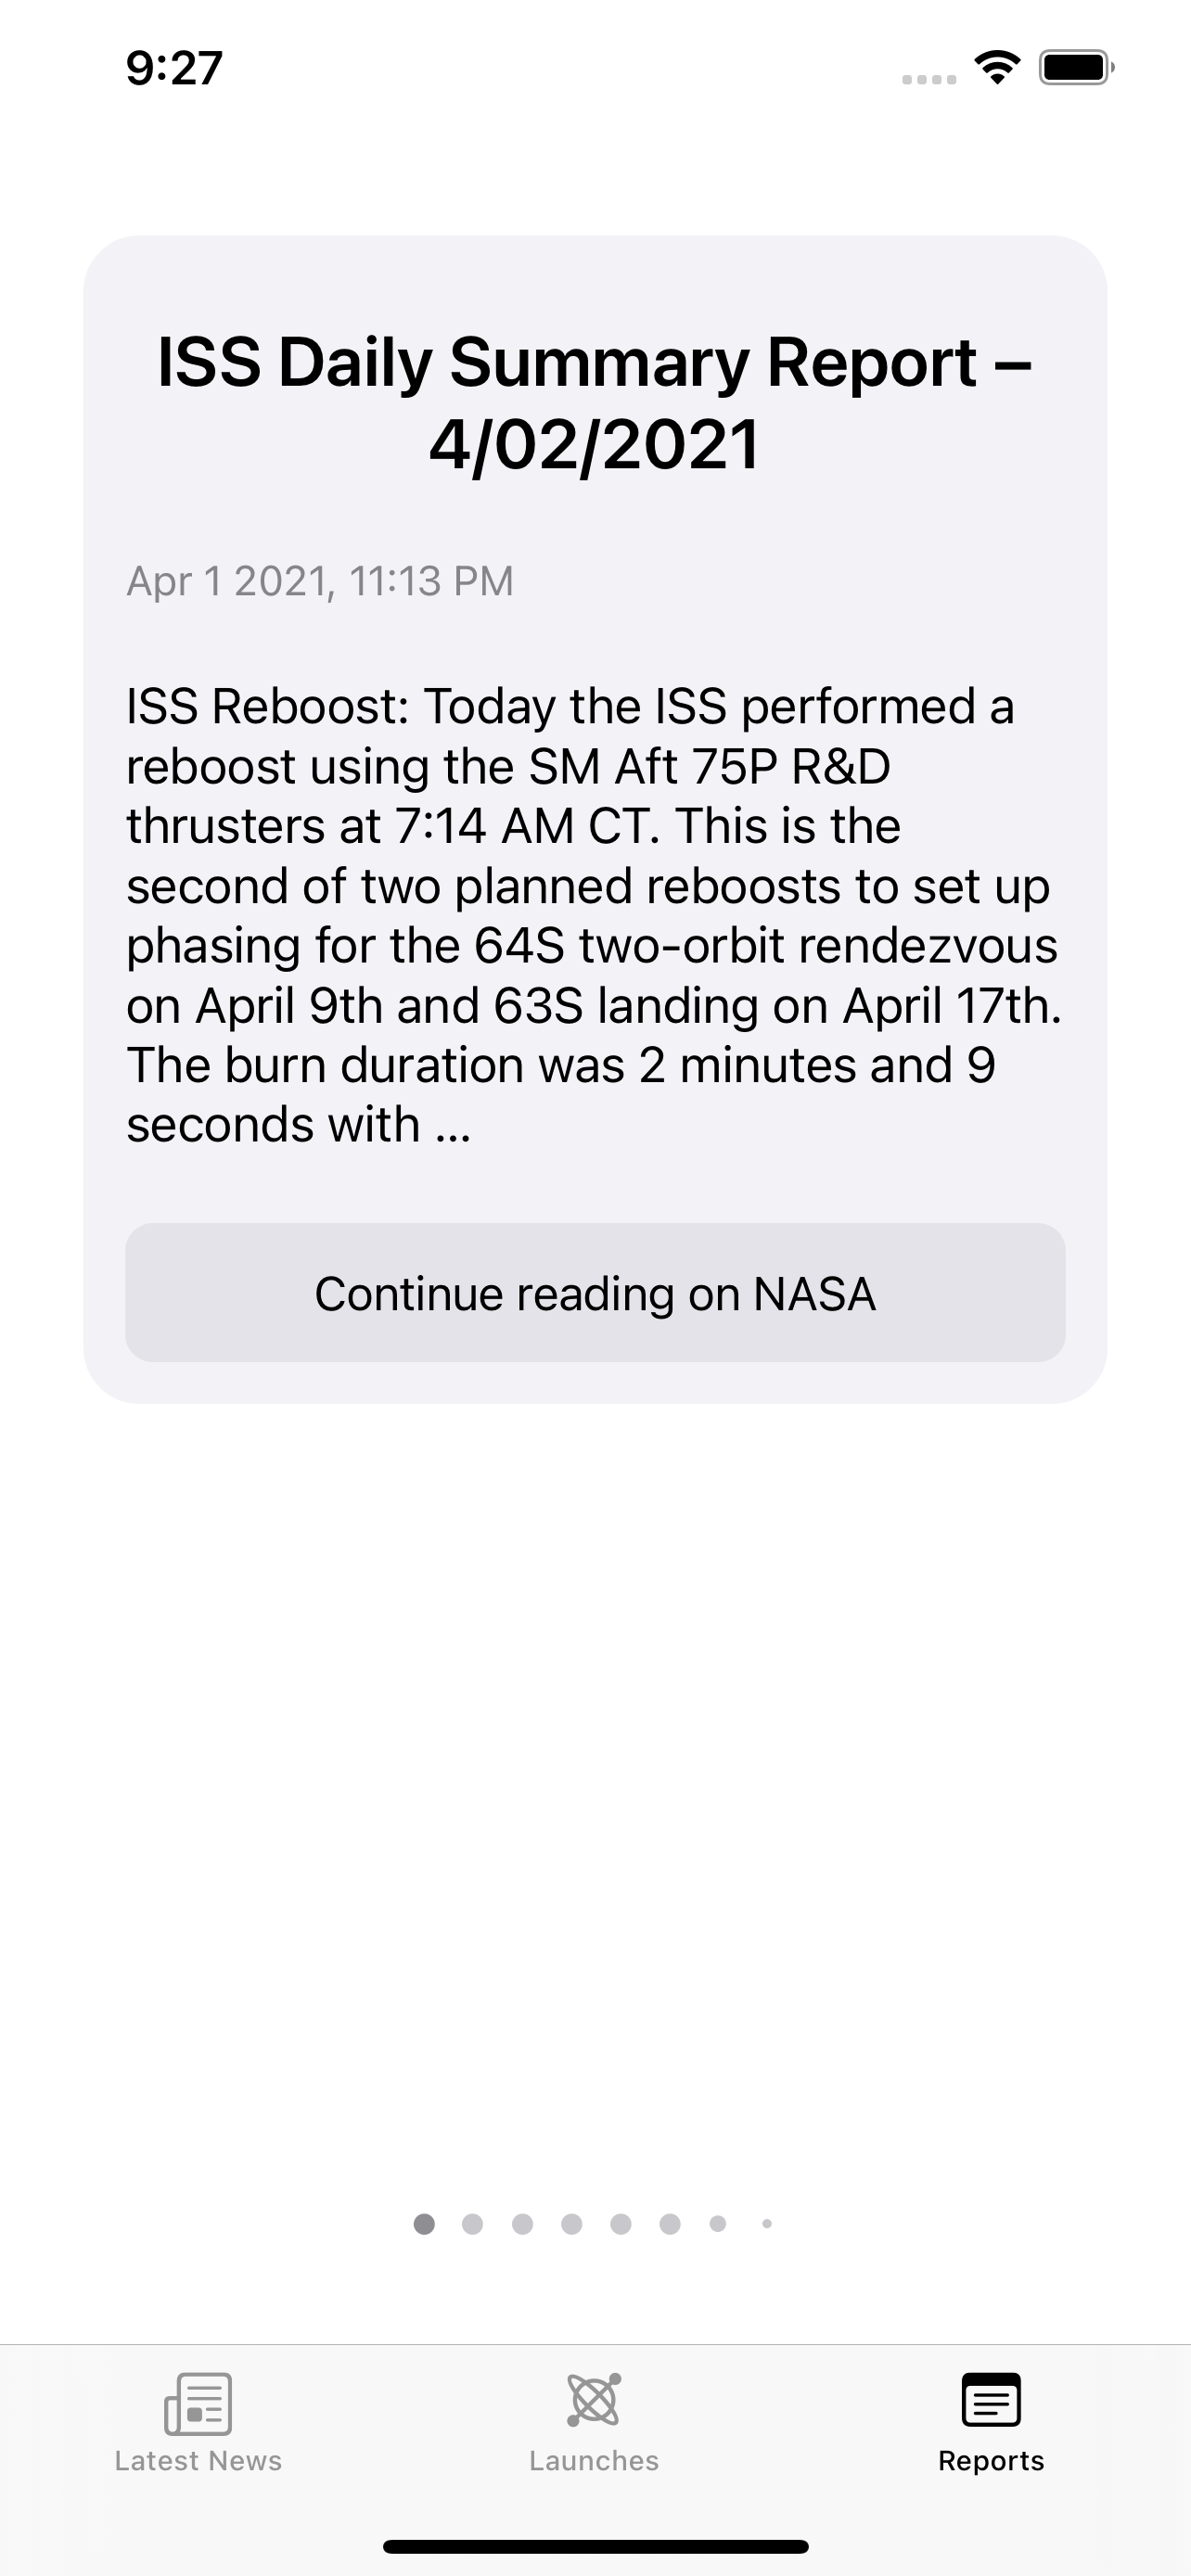 9:27
ISS Daily Summary Report –
4/02/2021
Apr 1 2021, 11:13 PM
ISS Reboost: Today the ISS performed a
reboost using the SM Aft 75P R&D
thrusters at 7:14 AM CT. This is the
second of two planned reboosts to set up
phasing for the 64S two-orbit rendezvous
on April 9th and 63S landing on April 17th.
The burn duration was 2 minutes and 9
seconds with ...
Continue reading on NASA
Latest News
Launches
Reports